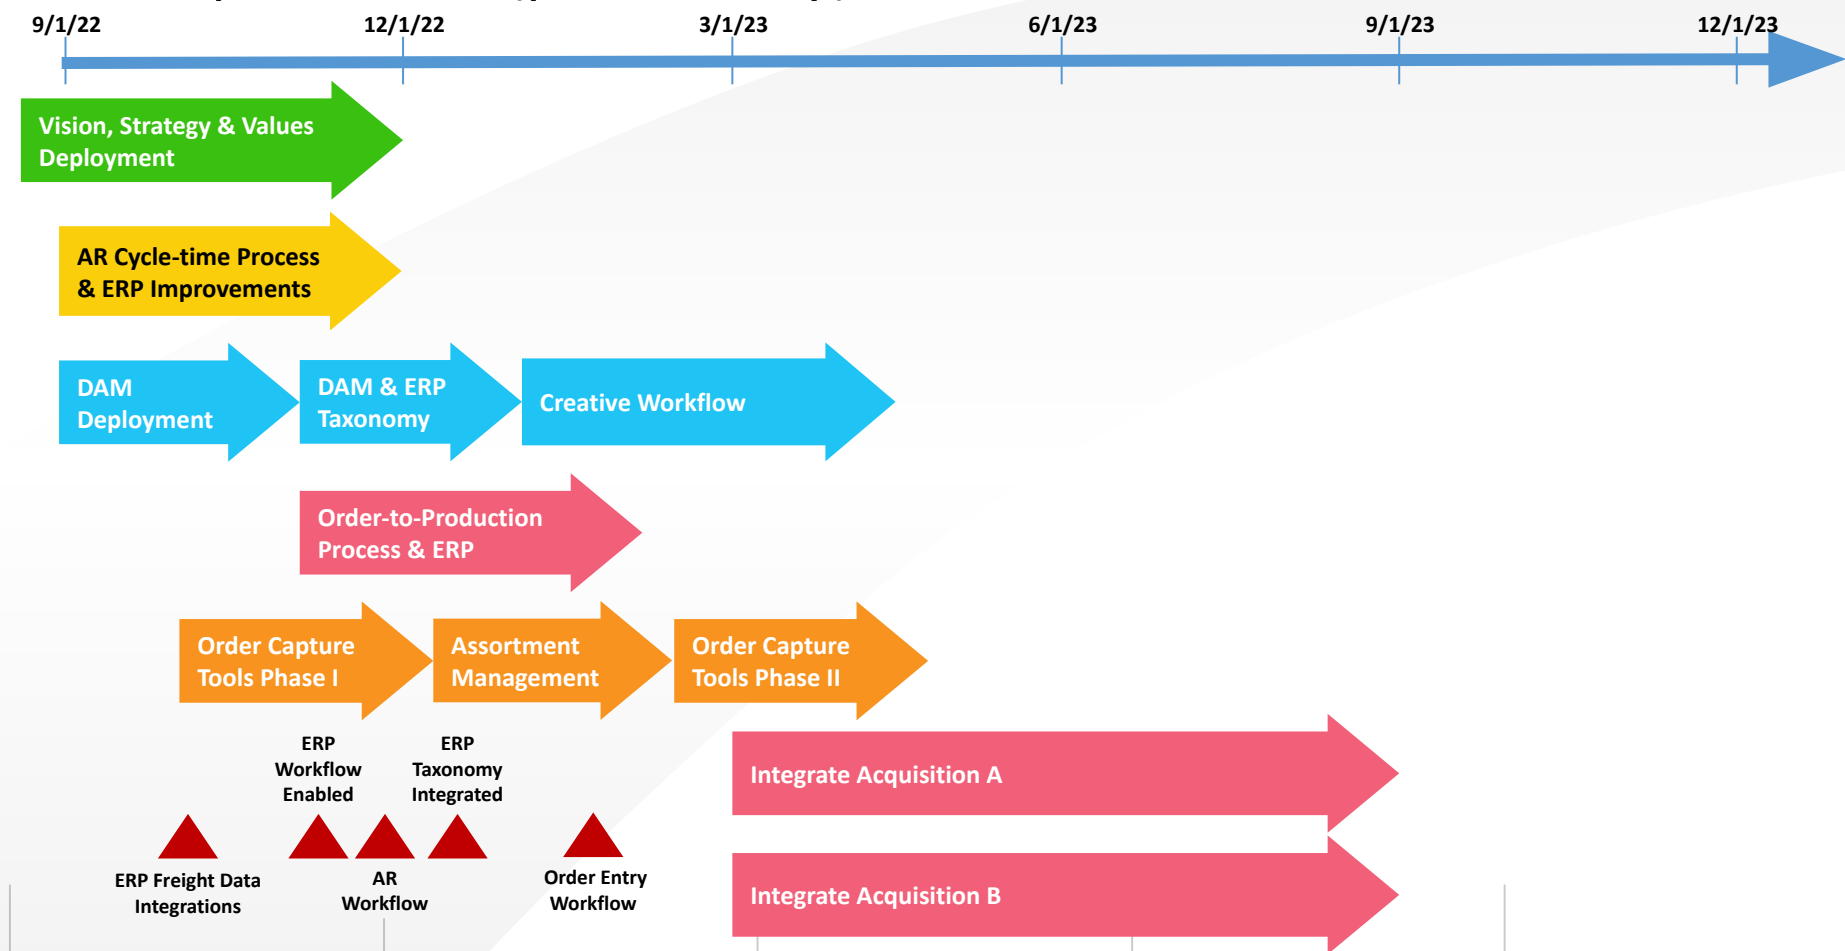 9/1/22
12/1/22
3/1/23
6/1/23
9/1/23
12/1/23
Vision, Strategy & Values
Deployment
AR Cycle-time Process
& ERP Improvements
DAM
Deployment
DAM & ERP
Taxonomy
Creative Workflow
Order-to-Production
Process & ERP
Order Capture
Tools Phase I
Assortment
Management
Order Capture
Tools Phase II
ERP
Workflow
Enabled
ERP
Taxonomy
Integrated
Integrate Acquisition A
ERP Freight Data
Integrations
AR
Workflow
Order Entry
Workflow
Integrate Acquisition B